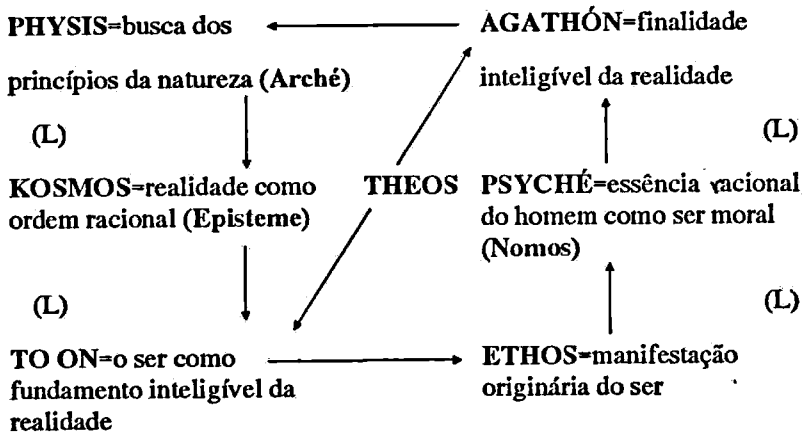 PHYSIS=busca dos
princípios da natureza (Arché)
(L)
KOSMOS=realidade como
ordem racional (Episteme)
(L)
TO ON=o ser como
fundamento inteligível da
realidade
THEOS
AGATHÓN=finalidade
inteligível da realidade
(L)
PSYCHÉ=essência racional
do homem como ser moral
(Nomos)
(L)
ETHOS=manifestação
originária do ser